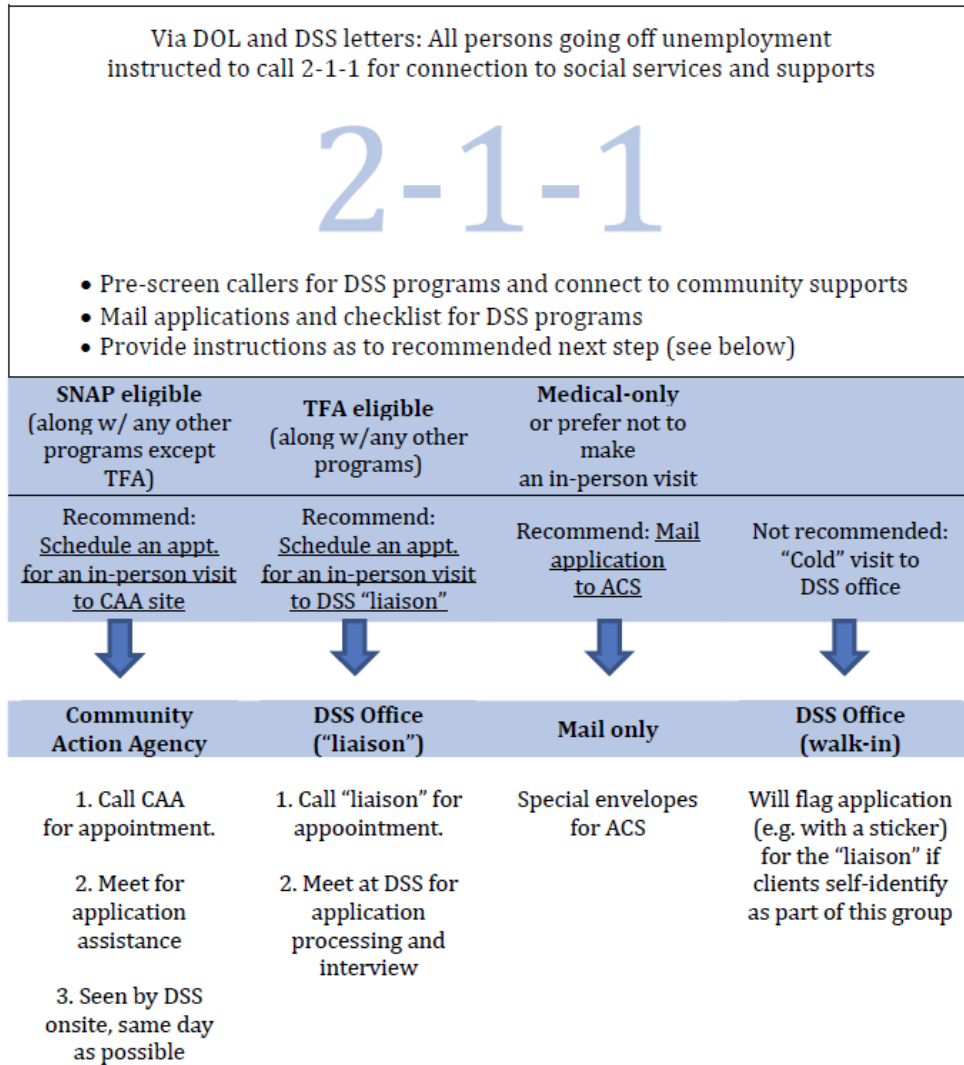 Via DOL and DSS letters: All persons going off unemployment
instructed to call 2-1-1 for connection to social services and supports
2-1-1
• Pre-screen callers for DSS programs and connect to community supports
• Mail applications and checklist for DSS programs
• Provide instructions as to recommended next step (see below)
SNAP eligible
(along w/ any other
programs except
TFA)
TFA eligible
(along w/any other
programs)
Medical-only
or prefer not to
make
an in-person visit
Recommend:
Schedule an appt.
for an in-person visit
to CAA site
Recommend:
Schedule an appt.
for an in-person visit
to DSS “liaison”
Recommend: Mail
application
to ACS
Not recommended:
“Cold” visit to
DSS office
Community
Action Agency
DSS Office
(“liaison”)
Mail only
DSS Office
(walk-in)
1. Call CAA
for appointment.
2. Meet for
application
assistance
3. Seen by DSS
onsite, same day
as possible
1. Call “liaison” for
appoointment.
2. Meet at DSS for
application
processing and
interview
Special envelopes
for ACS
Will flag application
(e.g. with a sticker)
for the “liaison” if
clients self-identify
as part of this group